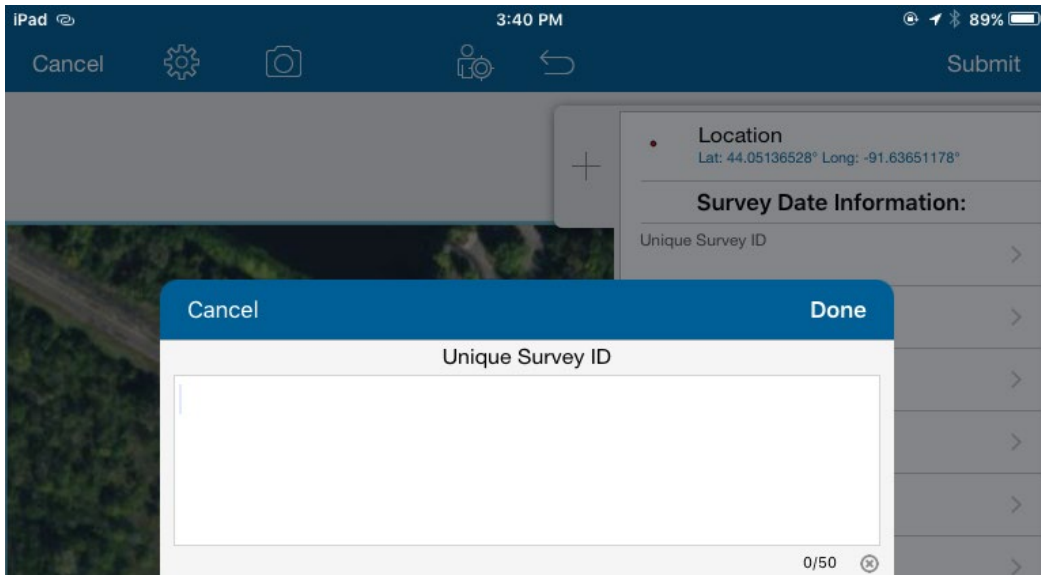 iPad 3:40 PM 89%
Cancel Submit
Location
Lat: 44.05136528° Long: -91.63651178°
Survey Date Information:
Unique Survey ID
Cancel Done
Unique Survey ID
0/50